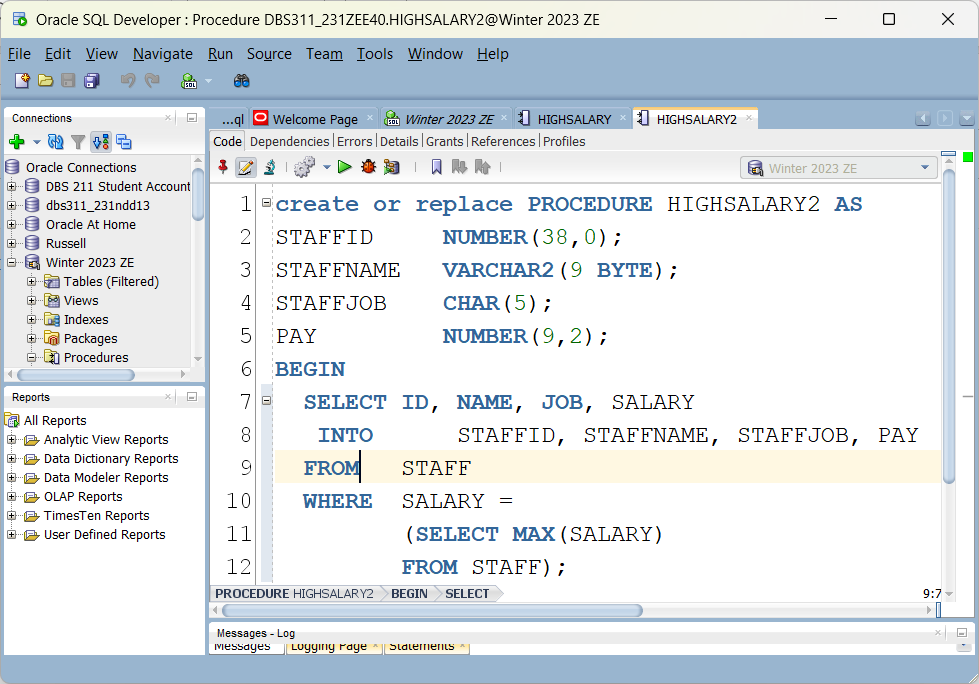 Oracle SQL Developer : Procedure DBS311_231ZEE40.HIGHSALARY2@Winter 2023 ZE
File Edit View Navigate Run Source Team Tools Window Help
Connections
Oracle Connections
DBS 211 Student Account
dbs311_231ndd13
Oracle At Home
Russell
Winter 2023 ZE
Tables (Filtered)
Views
Indexes
Packages
Procedures
Reports
All Reports
Analytic View Reports
Data Dictionary Reports
Data Modeler Reports
OLAP Reports
TimesTen Reports
User Defined Reports
...ql Welcome Page Winter 2023 ZE HIGHSALARY HIGHSALARY2
Code Dependencies Errors Details Grants References Profiles
Winter 2023 ZE
1 create or replace PROCEDURE HIGHSALARY2 AS
2 STAFFID NUMBER(38,0);
3 STAFFNAME VARCHAR2(9 BYTE);
4 STAFFJOB CHAR(5);
5 PAY NUMBER(9,2);
6 BEGIN
7 SELECT ID, NAME, JOB, SALARY
8 INTO STAFFID, STAFFNAME, STAFFJOB, PAY
9 FROM STAFF
10 WHERE SALARY =
11 (SELECT MAX(SALARY)
12 FROM STAFF);
PROCEDURE HIGHSALARY2 BEGIN SELECT 9:7
Messages - Log
Messages Logging Page Statements